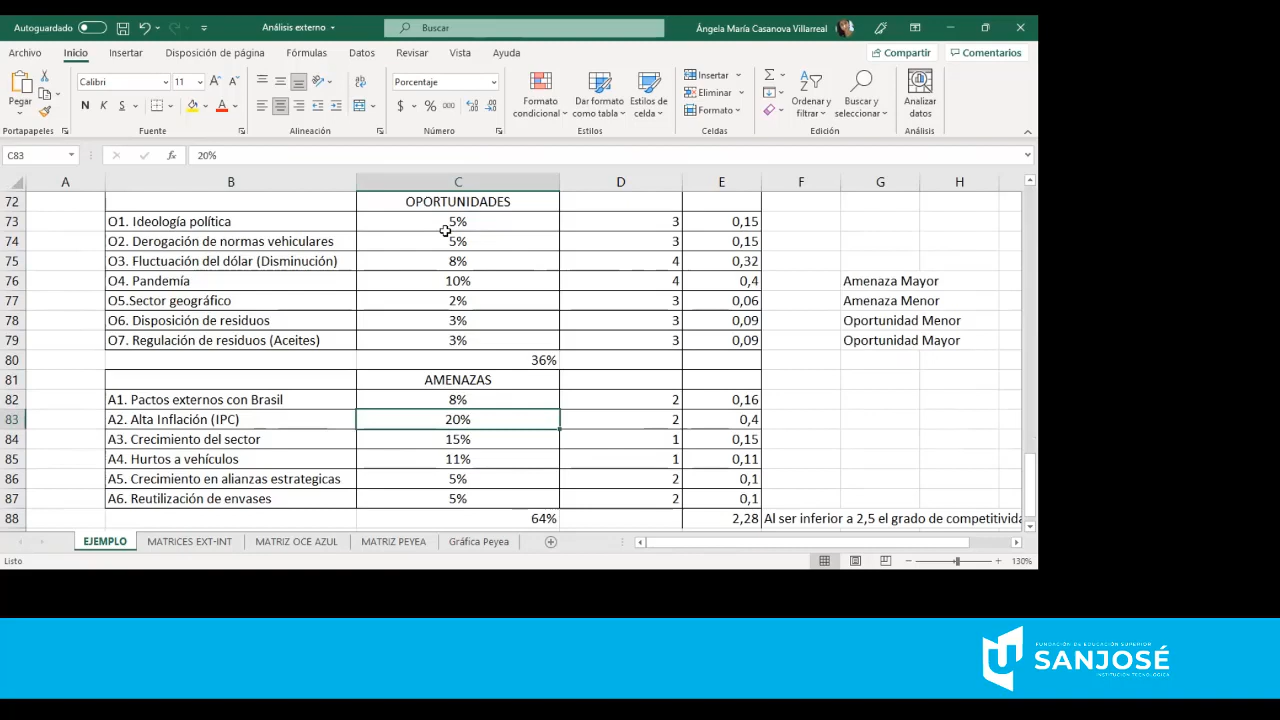 Autoguardado
Análisis externo
Buscar
Ángela María Casanova Villarreal
Archivo Inicio Insertar Disposición de página Fórmulas Datos Revisar Vista Ayuda
Compartir Comentarios
Pegar
Calibri 11
N K S
Porcentaje
$ % 000
Formato condicional
Dar formato como tabla
Estilos de celda
Insertar
Eliminar
Formato
Ordenar y filtrar
Buscar y seleccionar
Analizar datos
Portapapeles Fuente Alineación Número Estilos Celdas Edición Análisis
C83 fx 20%
A B C D E F G H
72 OPORTUNIDADES
73 O1. Ideología política 5% 3 0,15
74 O2. Derogación de normas vehiculares 5% 3 0,15
75 O3. Fluctuación del dólar (Disminución) 8% 4 0,32
76 O4. Pandemía 10% 4 0,4 Amenaza Mayor
77 O5.Sector geográfico 2% 3 0,06 Amenaza Menor
78 O6. Disposición de residuos 3% 3 0,09 Oportunidad Menor
79 O7. Regulación de residuos (Aceites) 3% 3 0,09 Oportunidad Mayor
80 36%
81 AMENAZAS
82 A1. Pactos externos con Brasil 8% 2 0,16
83 A2. Alta Inflación (IPC) 20% 2 0,4
84 A3. Crecimiento del sector 15% 1 0,15
85 A4. Hurtos a vehículos 11% 1 0,11
86 A5. Crecimiento en alianzas estrategicas 5% 2 0,1
87 A6. Reutilización de envases 5% 2 0,1
88 64% 2,28 Al ser inferior a 2,5 el grado de competitivida
EJEMPLO MATRICES EXT-INT MATRIZ OCE AZUL MATRIZ PEYEA Gráfica Peyea
Listo 130%
FUNDACIÓN DE EDUCACIÓN SUPERIOR
SANJOSÉ
INSTITUCIÓN TECNOLÓGICA